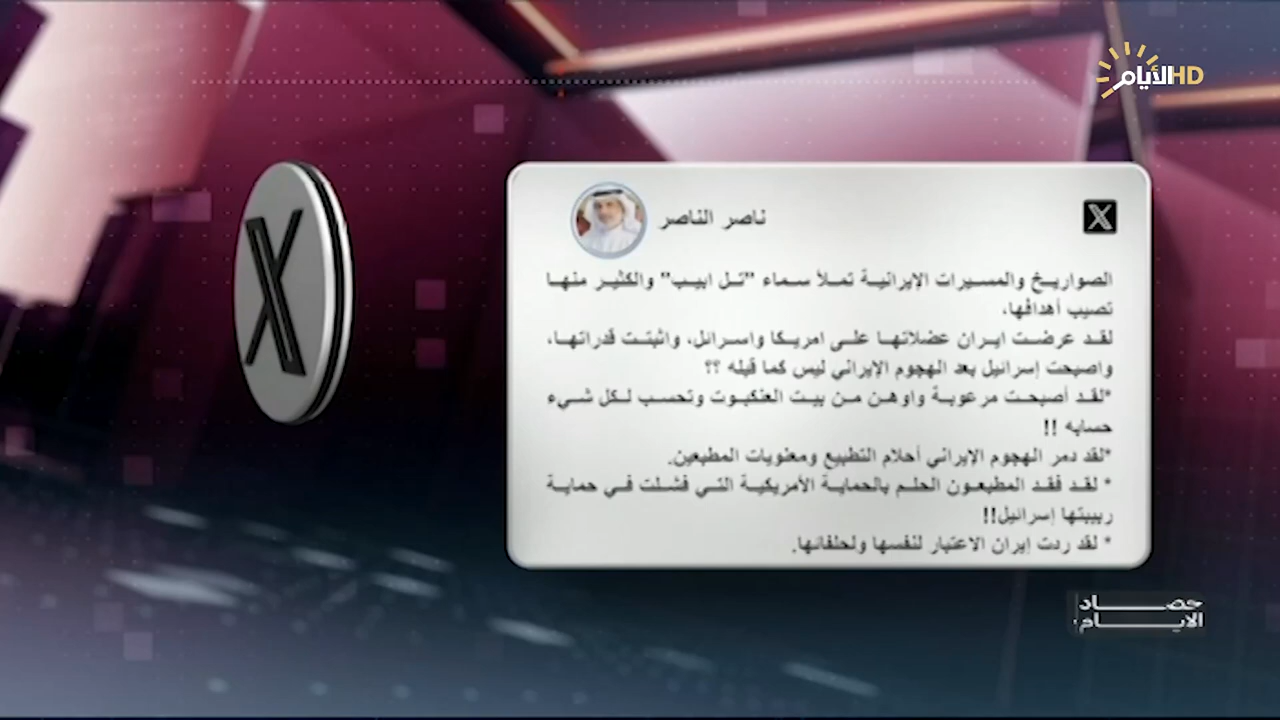 الأيام HD
ناصر الناصر
الصواريخ والمسيرات الإيرانية تملأ سماء "تل ابيب" والكثير منها
تصيب أهدافها،
لقد عرضت ايران عضلاتها على امريكا واسرائل، واثبتت قدراتها،
واصبحت إسرائيل بعد الهجوم الإيراني ليس كما قبله ؟؟
*لقد أصبحت مرعوبة واوهن من بيت العنكبوت وتحسب لكل شيء
حسابه !!
*لقد دمر الهجوم الإيراني أحلام التطبيع ومعنويات المطبعين.
* لقد فقد المطبعون الحلم بالحماية الأمريكية التي فشلت في حماية
ربيبتها إسرائيل!!
* لقد ردت إيران الاعتبار لنفسها ولحلفائها.
حصاد
الايام